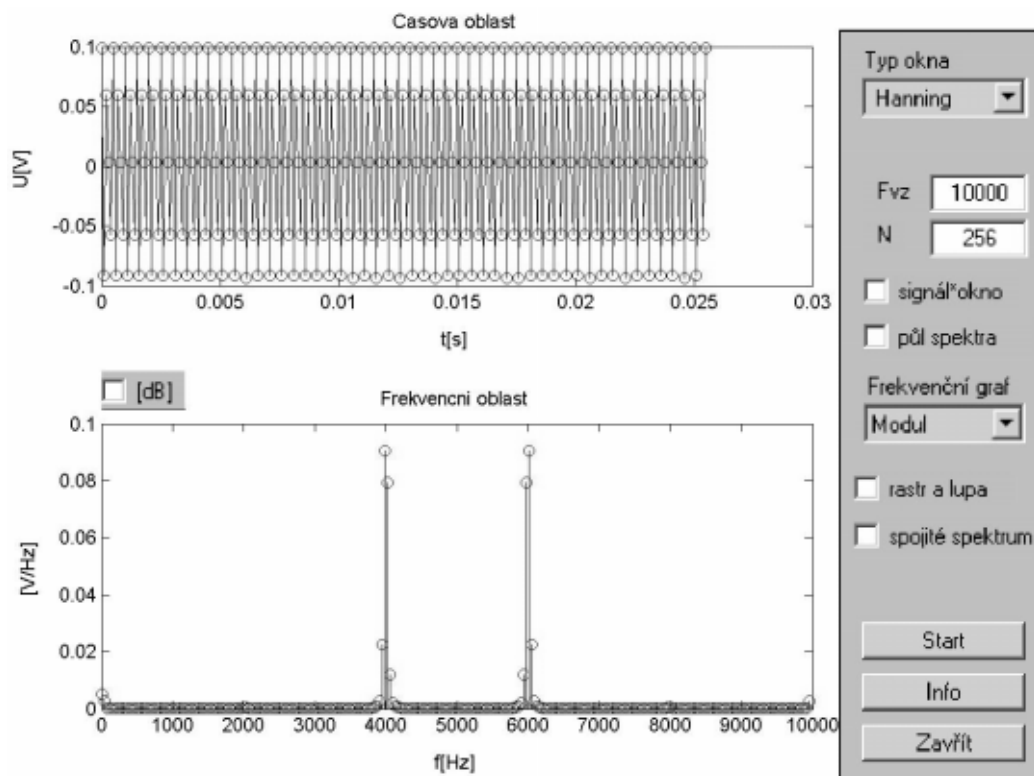 Casova oblast
0.1
0.05
0
-0.05
-0.1
U[V]
0 0.005 0.01 0.015 0.02 0.025 0.03
t[s]
[dB]
Frekvencni oblast
0.1
0.08
0.06
0.04
0.02
0
[V/Hz]
0 1000 2000 3000 4000 5000 6000 7000 8000 9000 10000
f[Hz]
Typ okna
Hanning
Fvz 10000
N 256
signál*okno
půl spektra
Frekvenční graf
Modul
rastr a lupa
spojité spektrum
Start
Info
Zavřít